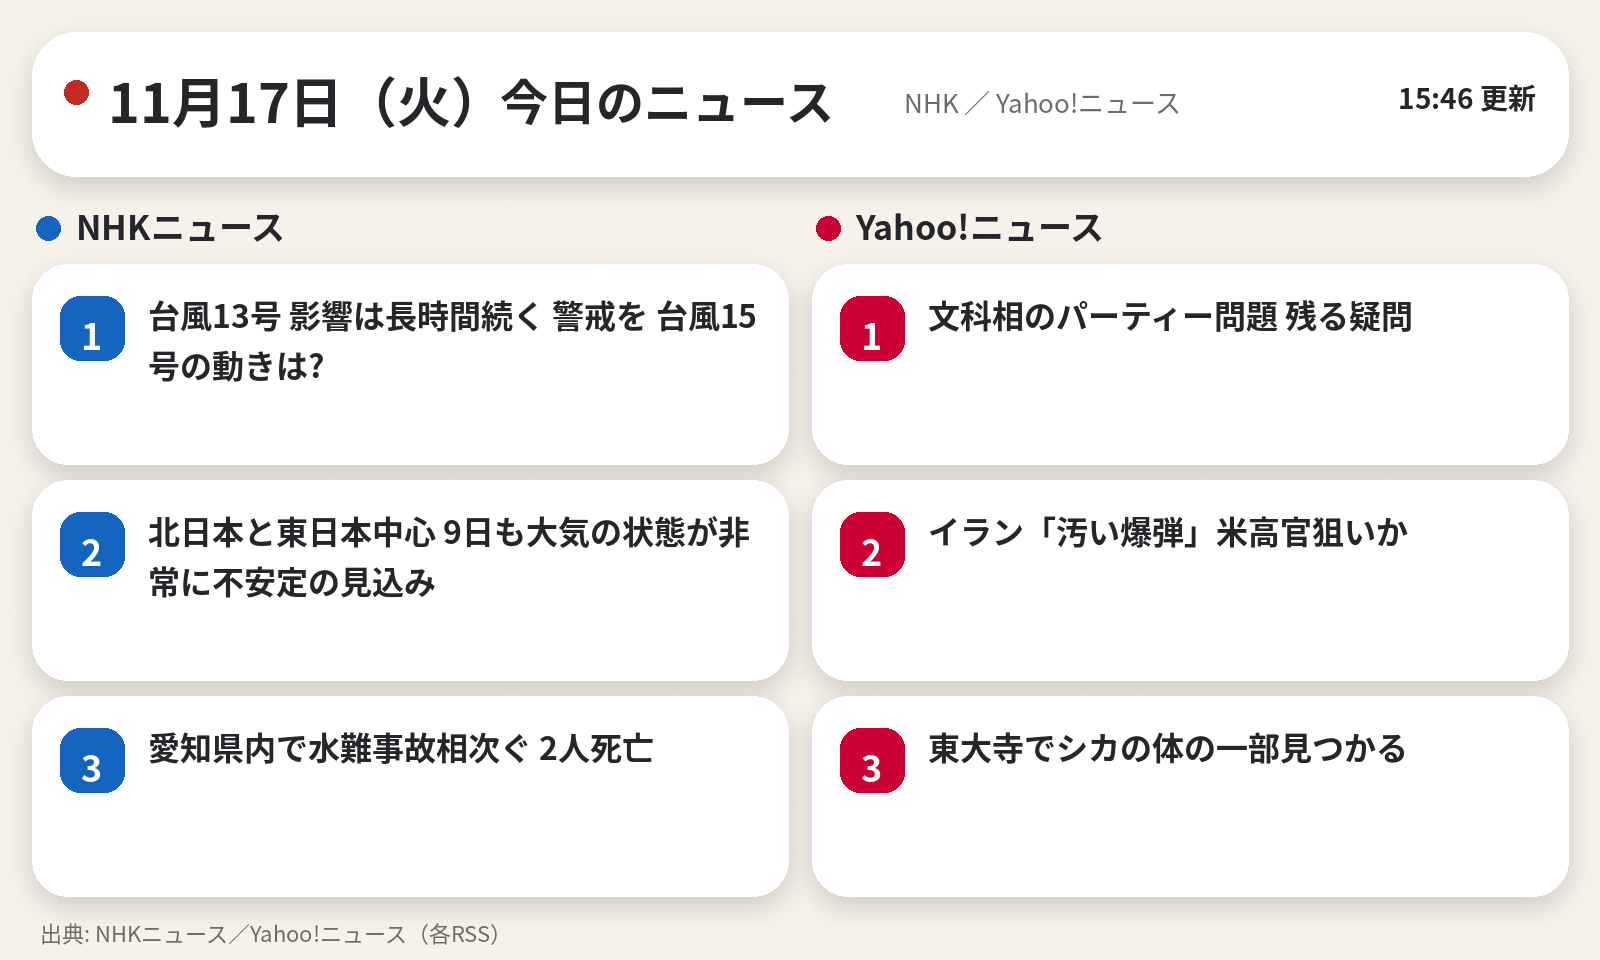 11月17日（火）今日のニュース
NHK ／ Yahoo!ニュース
15:46 更新
NHKニュース
1
台風13号 影響は長時間続く 警戒を 台風15
号の動きは?
2
北日本と東日本中心 9日も大気の状態が非
常に不安定の見込み
3
愛知県内で水難事故相次ぐ 2人死亡
Yahoo!ニュース
1
文科相のパーティー問題 残る疑問
2
イラン「汚い爆弾」米高官狙いか
3
東大寺でシカの体の一部見つかる
出典: NHKニュース／Yahoo!ニュース（各RSS）